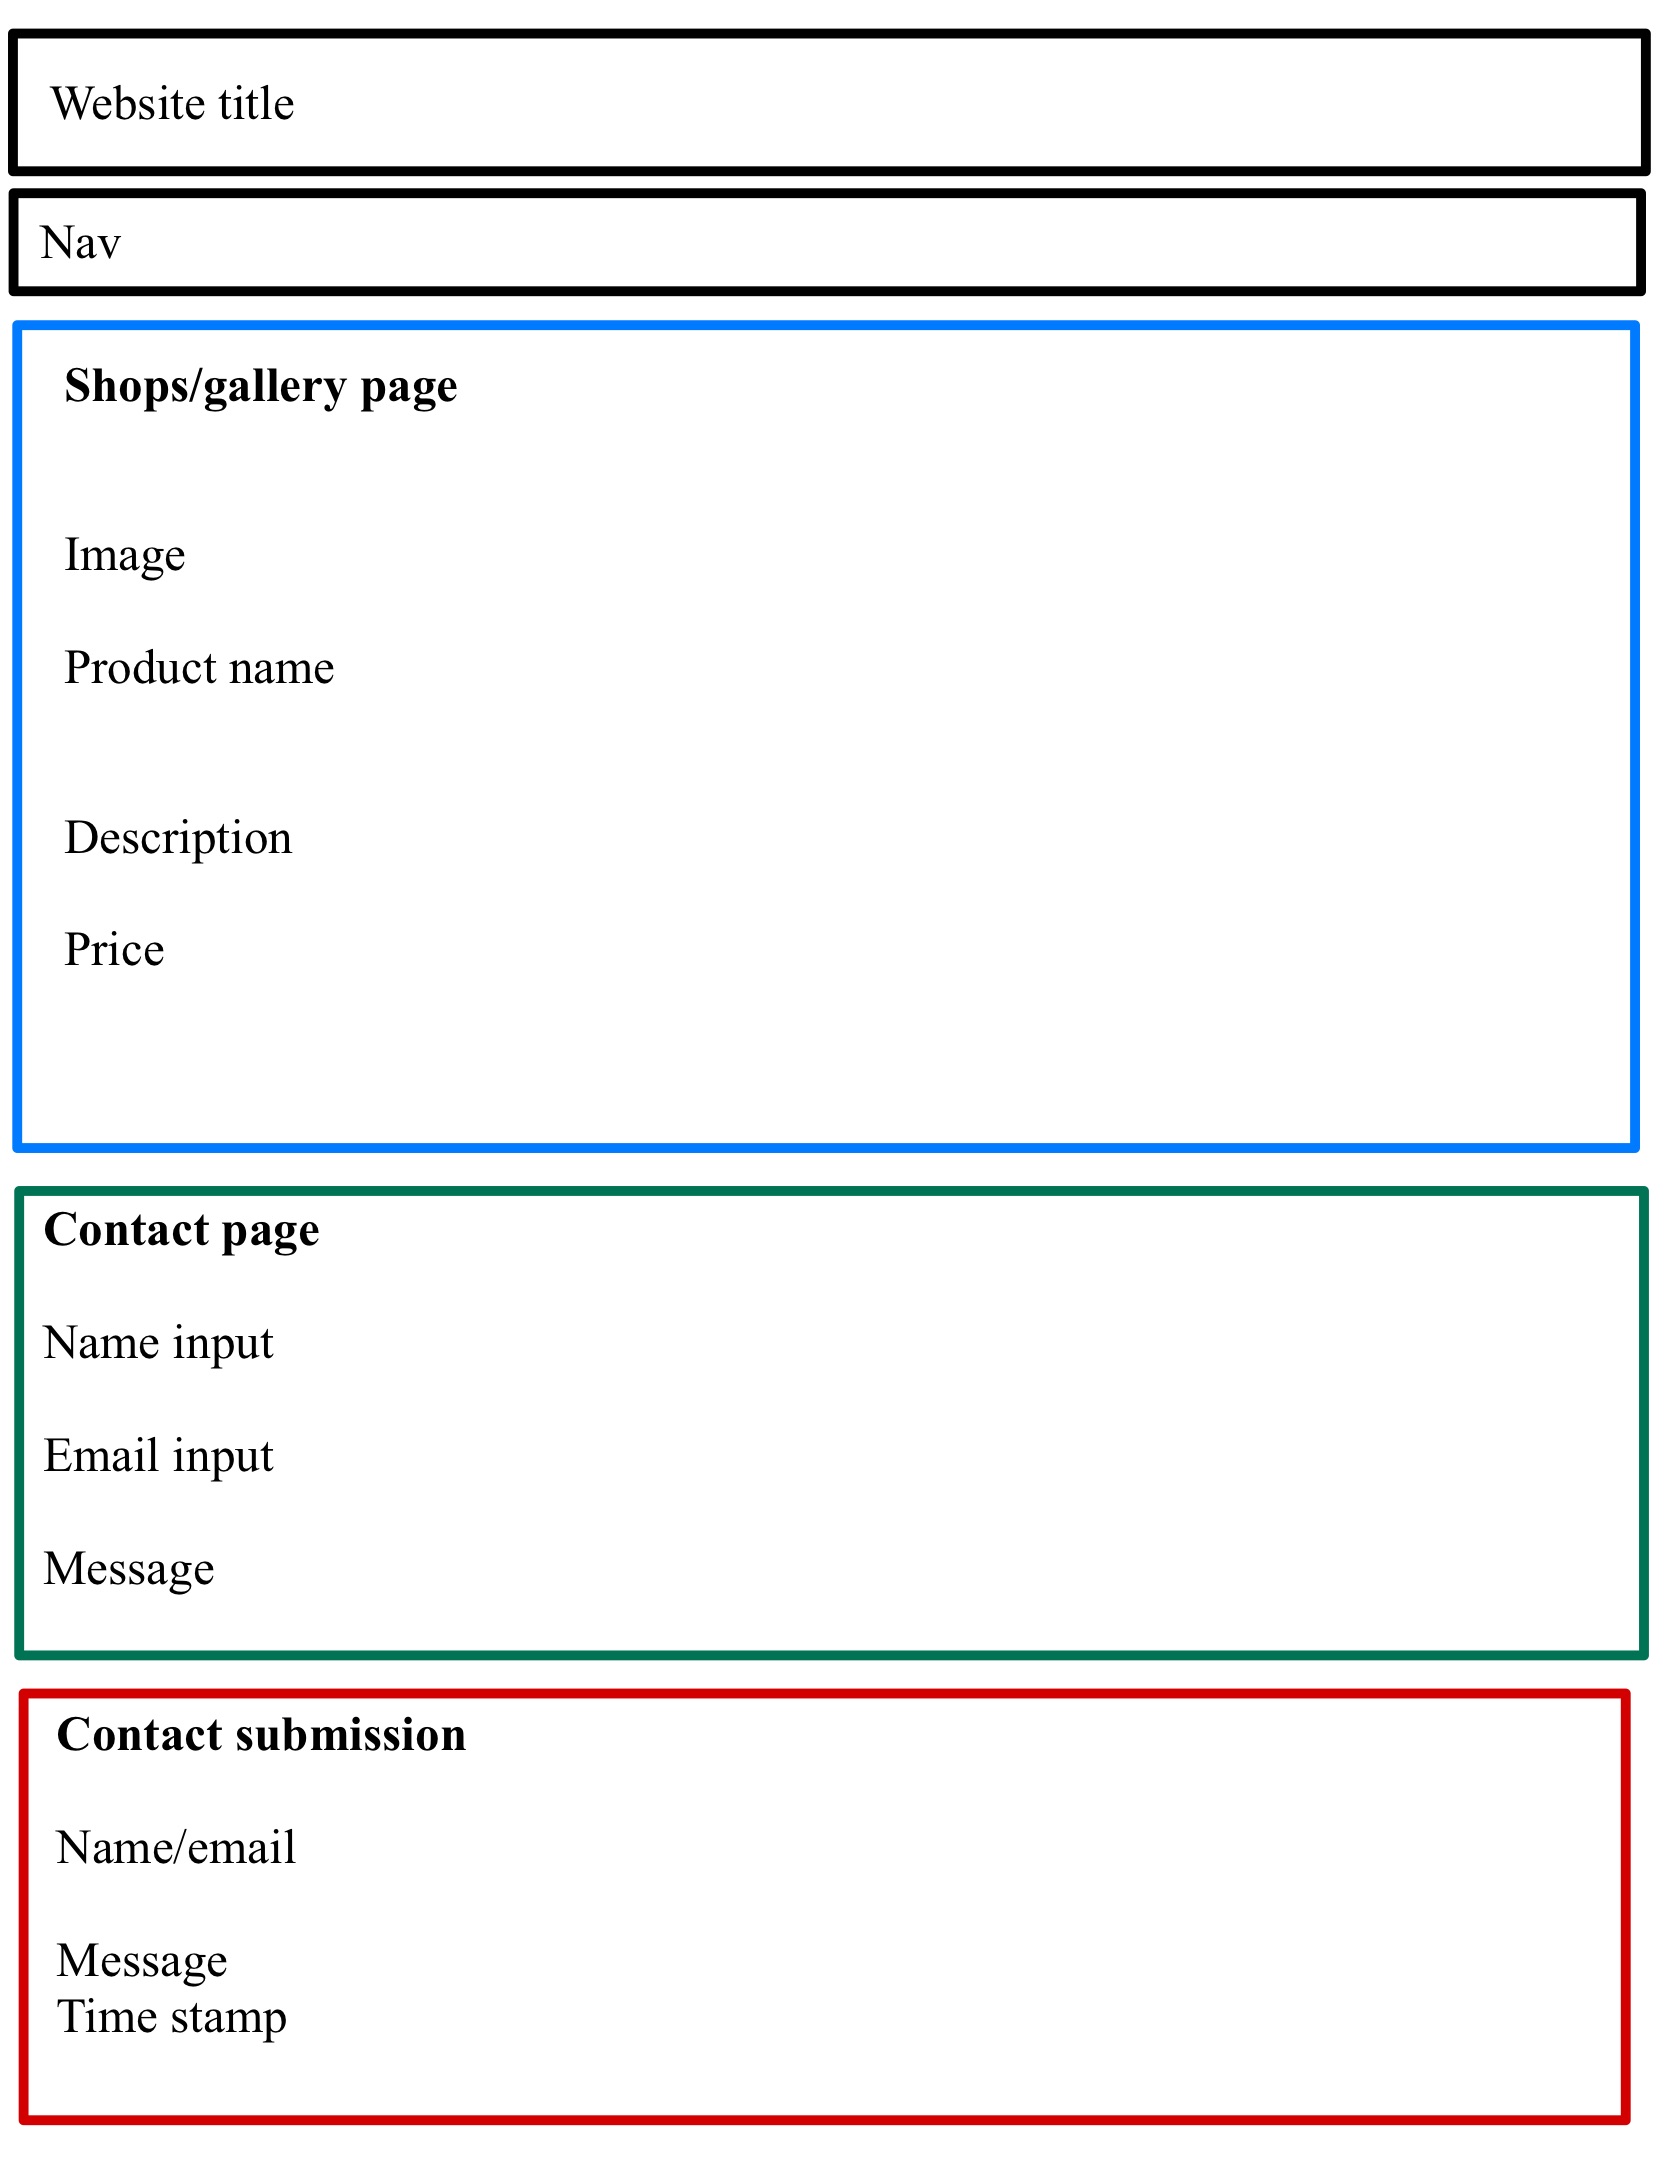 Website title
Nav
Shops/gallery page
Image
Product name
Description
Price
Contact page
Name input
Email input
Message
Contact submission
Name/email
Message
Time stamp